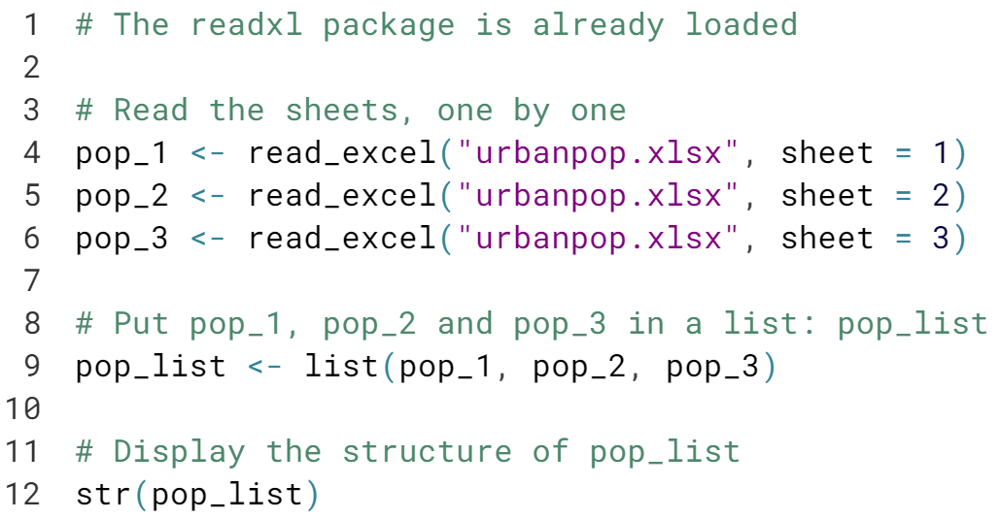 1 # The readxl package is already loaded
2
3 # Read the sheets, one by one
4 pop_1 <- read_excel("urbanpop.xlsx", sheet = 1)
5 pop_2 <- read_excel("urbanpop.xlsx", sheet = 2)
6 pop_3 <- read_excel("urbanpop.xlsx", sheet = 3)
7
8 # Put pop_1, pop_2 and pop_3 in a list: pop_list
9 pop_list <- list(pop_1, pop_2, pop_3)
10
11 # Display the structure of pop_list
12 str(pop_list)